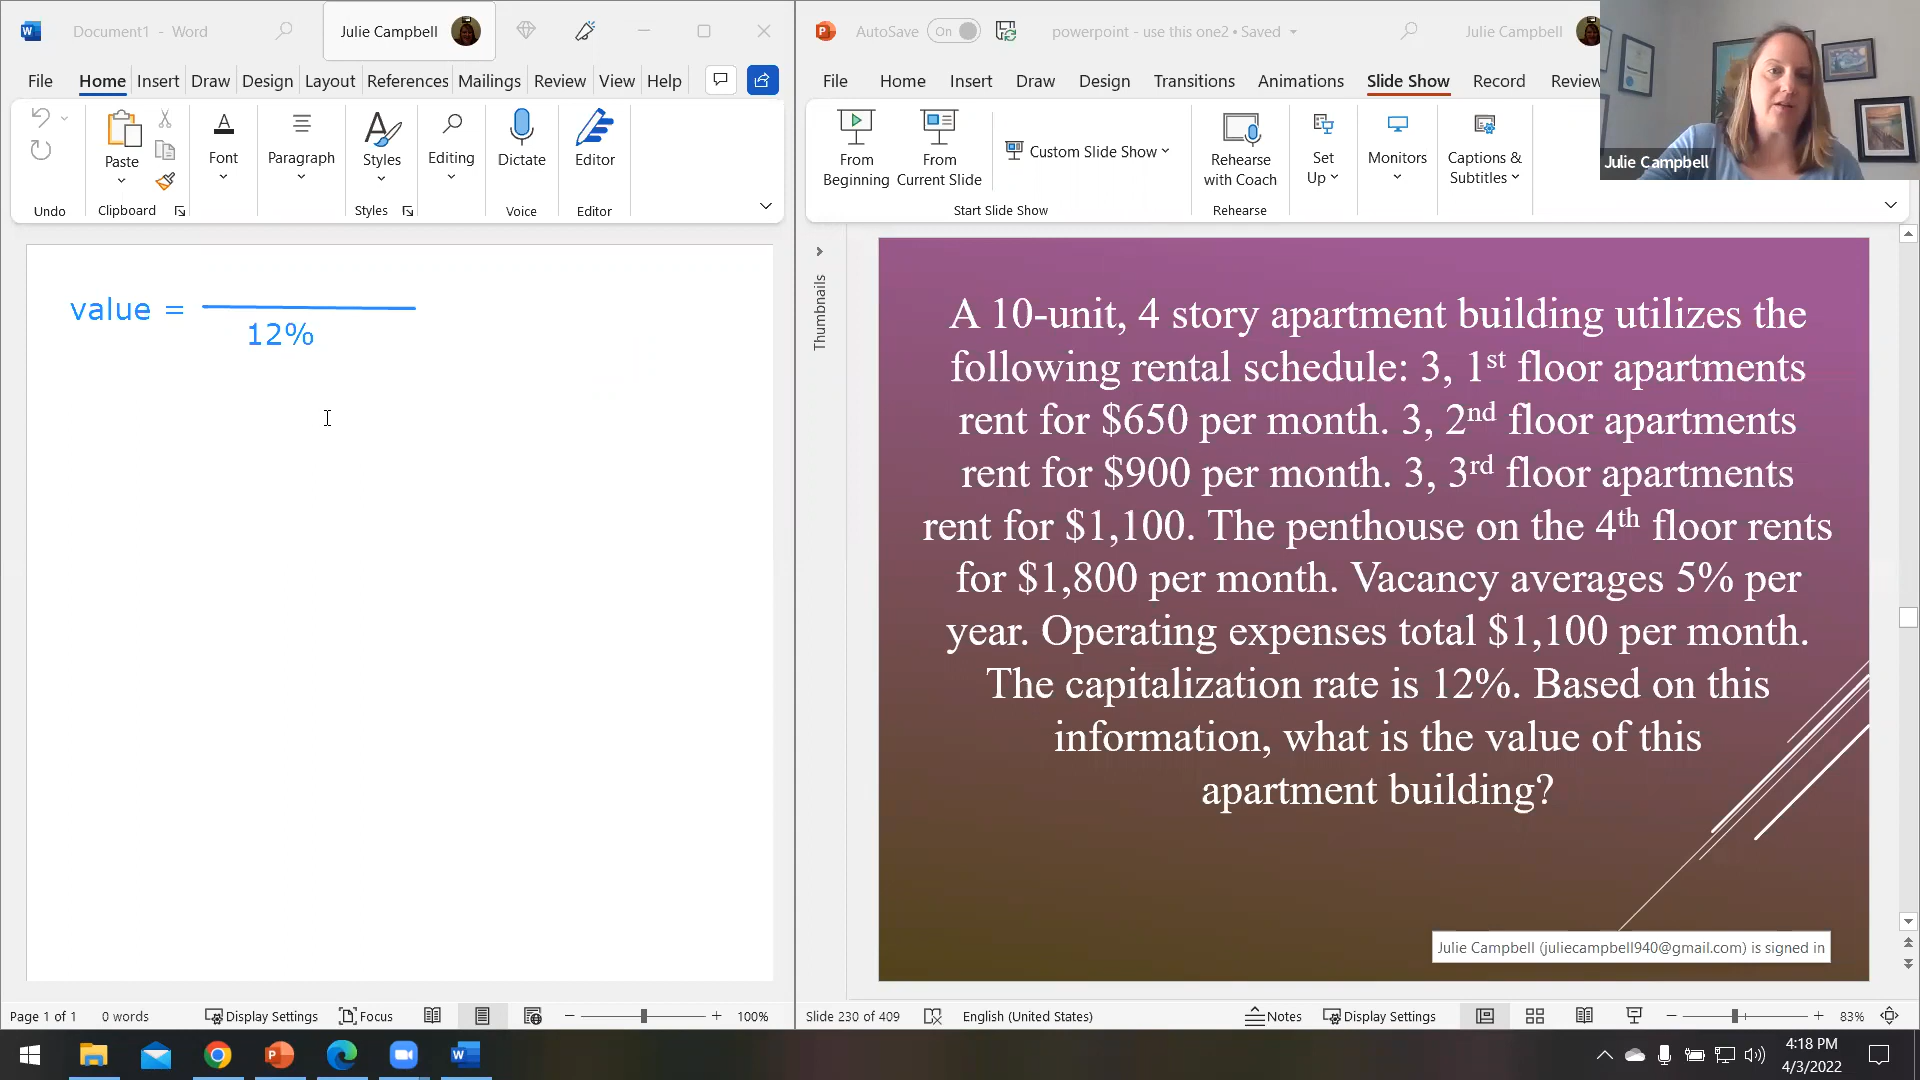 Document1 - Word
Julie Campbell
File Home Insert Draw Design Layout References Mailings Review View Help
Paste
Font
Paragraph
Styles
Editing
Dictate
Editor
Undo
Clipboard
Styles
Voice
Editor
value =
12%
Page 1 of 1
0 words
Display Settings
Focus
100%
AutoSave
On
powerpoint - use this one2 • Saved
Julie Campbell
File Home Insert Draw Design Transitions Animations Slide Show Record Review
From
Beginning
From
Current Slide
Custom Slide Show
Rehearse
with Coach
Set
Up
Monitors
Captions &
Subtitles
Start Slide Show
Rehearse
Julie Campbell
Thumbnails
A 10-unit, 4 story apartment building utilizes the
following rental schedule: 3, 1st floor apartments
rent for $650 per month. 3, 2nd floor apartments
rent for $900 per month. 3, 3rd floor apartments
rent for $1,100. The penthouse on the 4th floor rents
for $1,800 per month. Vacancy averages 5% per
year. Operating expenses total $1,100 per month.
The capitalization rate is 12%. Based on this
information, what is the value of this
apartment building?
Julie Campbell (juliecampbell940@gmail.com) is signed in
Slide 230 of 409
English (United States)
Notes
Display Settings
83%
4:18 PM
4/3/2022